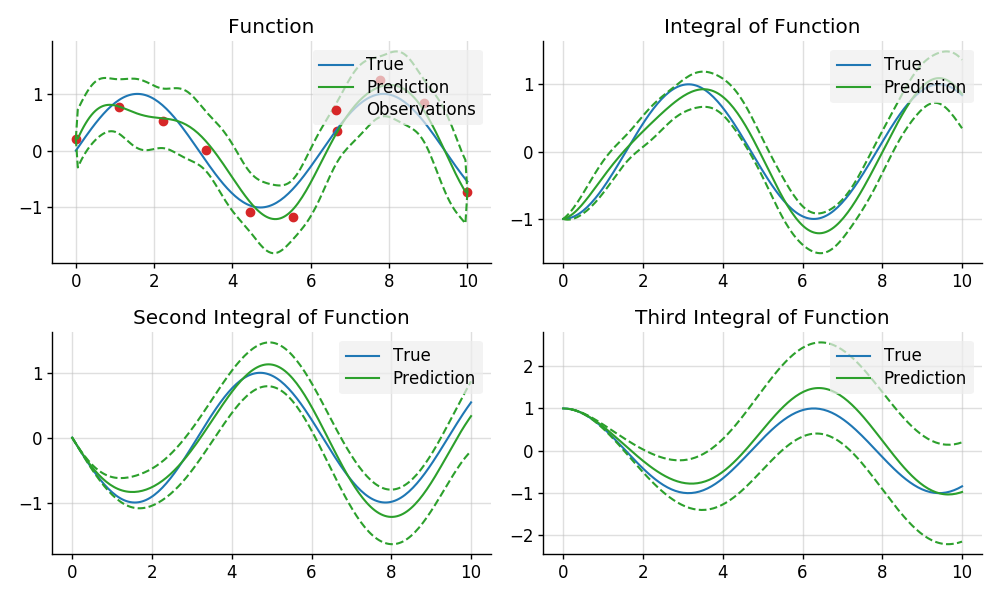 Function
True
Prediction
Observations
1
0
−1
0 2 4 6 8 10
Integral of Function
True
Prediction
1
0
−1
0 2 4 6 8 10
Second Integral of Function
True
Prediction
1
0
−1
0 2 4 6 8 10
Third Integral of Function
True
Prediction
2
1
0
−1
−2
0 2 4 6 8 10